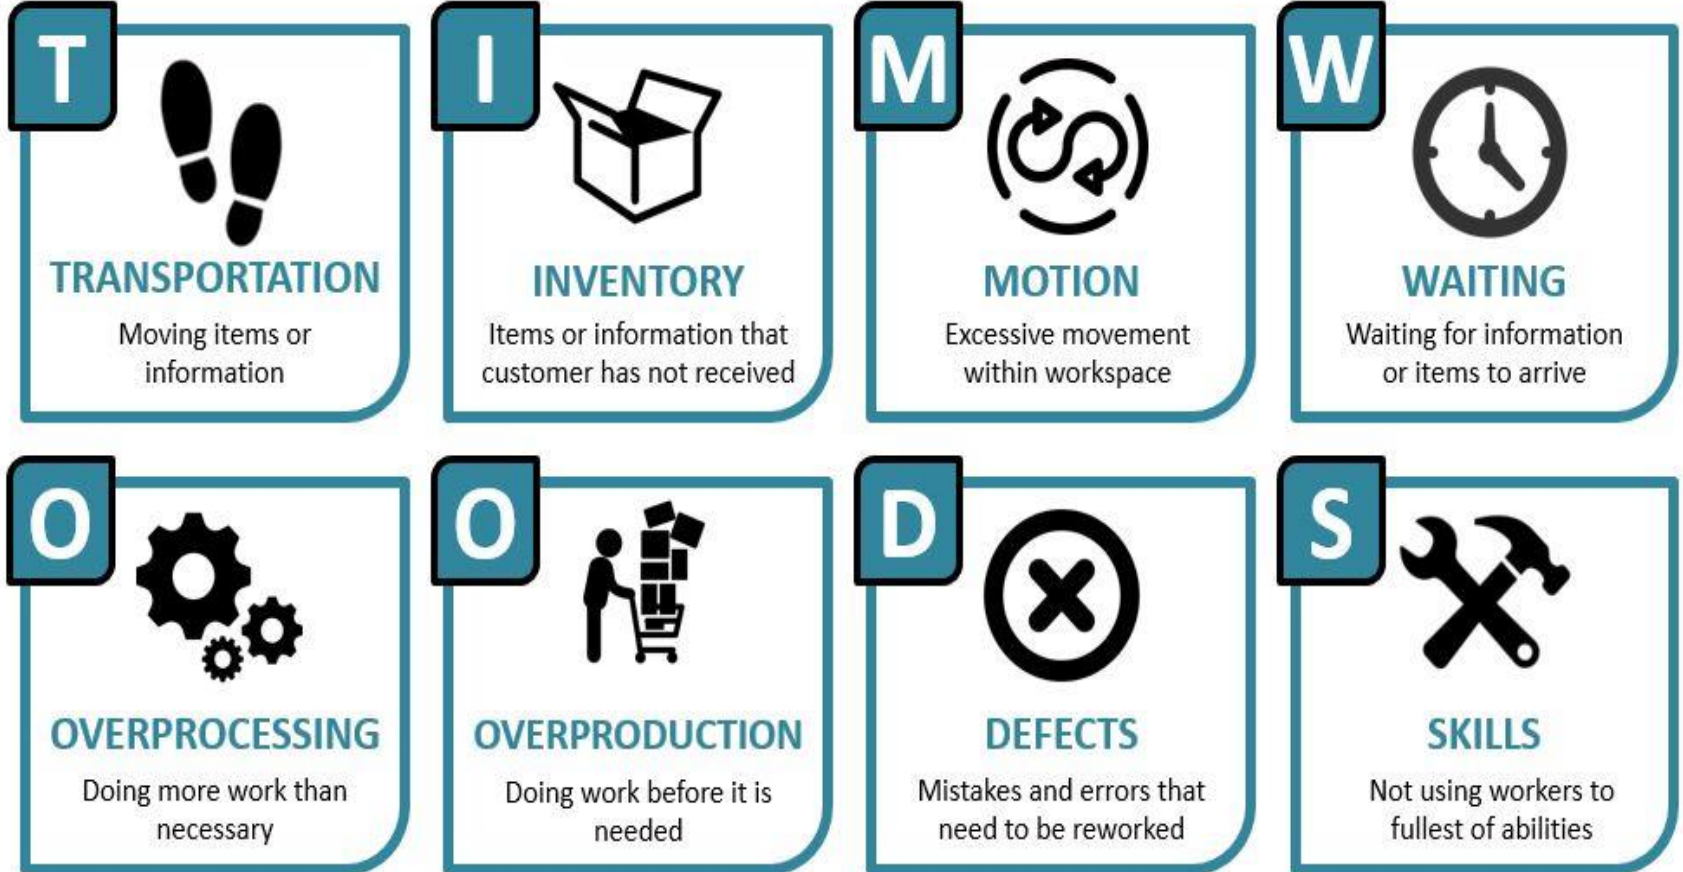 T
TRANSPORTATION
Moving items or
information
I
INVENTORY
Items or information that
customer has not received
M
MOTION
Excessive movement
within workspace
W
WAITING
Waiting for information
or items to arrive
O
OVERPROCESSING
Doing more work than
necessary
O
OVERPRODUCTION
Doing work before it is
needed
D
DEFECTS
Mistakes and errors that
need to be reworked
S
SKILLS
Not using workers to
fullest of abilities